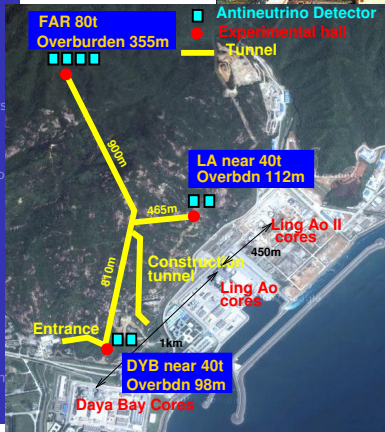 FAR 80t
Overburden 355m
Antineutrino Detector
Experimental hall
Tunnel
900m
LA near 40t
Overbdn 112m
465m
Ling Ao II
cores
450m
Construction
tunnel
810m
Ling Ao
cores
Entrance
1km
DYB near 40t
Overbdn 98m
Daya Bay Cores